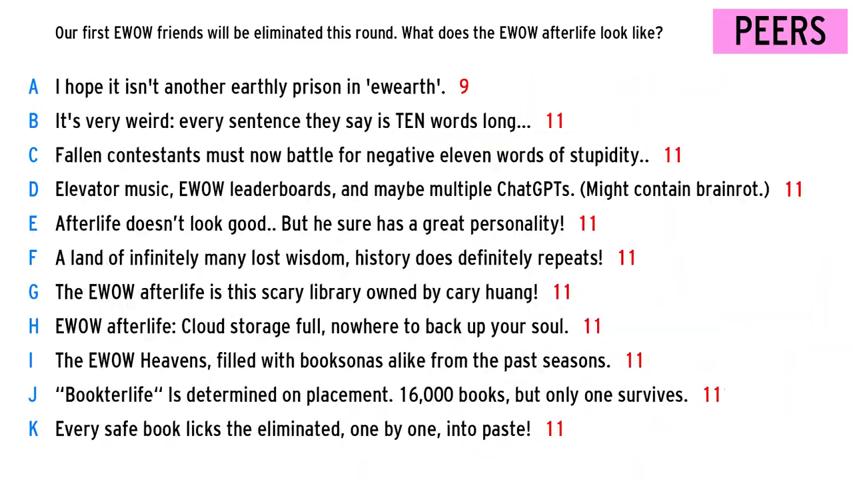 Our first EWOW friends will be eliminated this round. What does the EWOW afterlife look like?
PEERS
A I hope it isn't another earthly prison in 'ewearth'. 9
B It's very weird: every sentence they say is TEN words long... 11
C Fallen contestants must now battle for negative eleven words of stupidity.. 11
D Elevator music, EWOW leaderboards, and maybe multiple ChatGPTs. (Might contain brainrot.) 11
E Afterlife doesn’t look good.. But he sure has a great personality! 11
F A land of infinitely many lost wisdom, history does definitely repeats! 11
G The EWOW afterlife is this scary library owned by cary huang! 11
H EWOW afterlife: Cloud storage full, nowhere to back up your soul. 11
I The EWOW Heavens, filled with booksonas alike from the past seasons. 11
J “Bookterlife“ Is determined on placement. 16,000 books, but only one survives. 11
K Every safe book licks the eliminated, one by one, into paste! 11